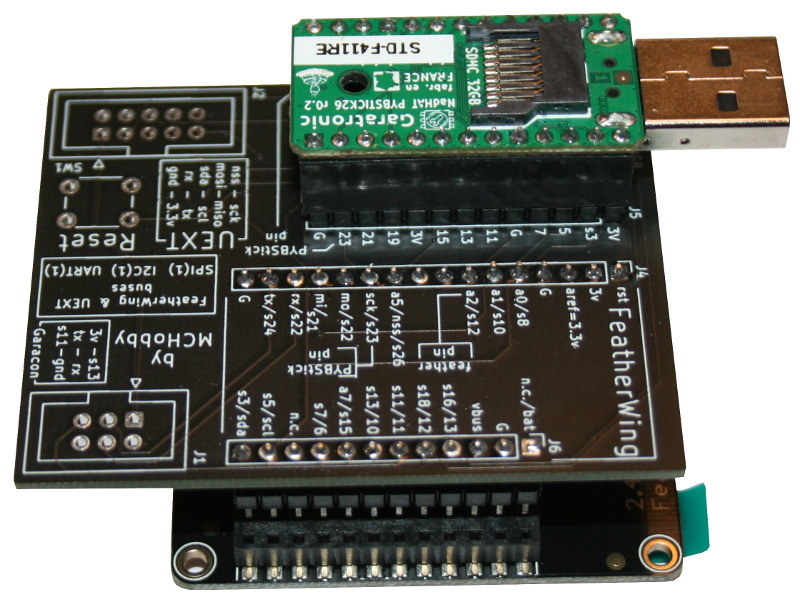 STD-F411RE
SDHC 32GB
fabr. en
FRANCE
NadHAT PYBSTICK26 r0.2
Garatronic
1
J2
SW1
Reset
nss - sck
mosi - miso
sda - scl
rx - tx
gnd - 3.3v
UEXT
PYBStick
pin
G
23
21
19
3V
15
13
11
G
7
5
s3
3V
J5
J4
FeatherWing & UEXT
buses
SPI(1) I2C(1) UART(1)
G
tx/s24
rx/s22
mi/
s21
mo/s22
sck/s23
a5/nss/s26
a2/s12
a1/s10
a0/s8
G
aref=3.3v
3v
rst
FeatherWing
feather
pin
PYBStick
pin
by
MCHobby
3v-s13
tx - rx
s11-gnd
Garacon
s3/sda
s5/scl
n.c.
s7/6
a7/s15
s13/10
s11/11
s18/12
s16/13
vbus
G
n.c./bat
J6
J1
2.4
Fe